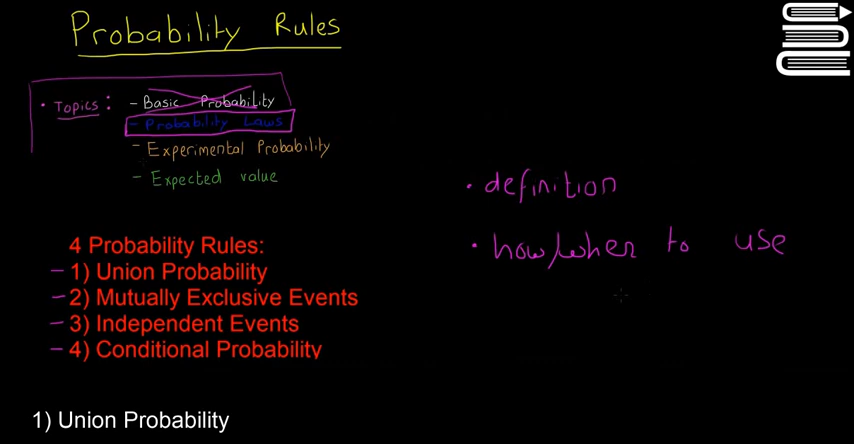 Probability Rules
• Topics: - Basic Probability
- Probability Laws
- Experimental Probability
- Expected value
• definition
• how/when to use
4 Probability Rules:
- 1) Union Probability
- 2) Mutually Exclusive Events
- 3) Independent Events
- 4) Conditional Probability
1) Union Probability